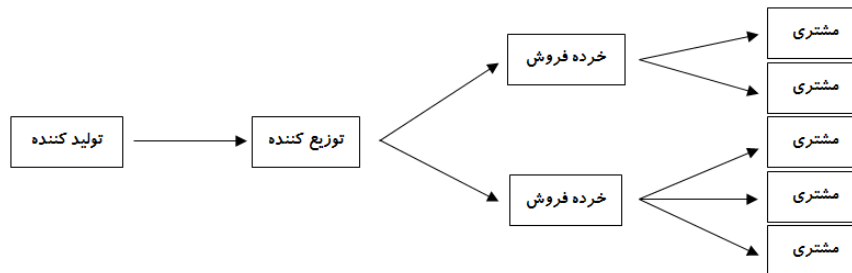 تولید کننده
توزیع کننده
خرده فروش
خرده فروش
مشتری
مشتری
مشتری
مشتری
مشتری